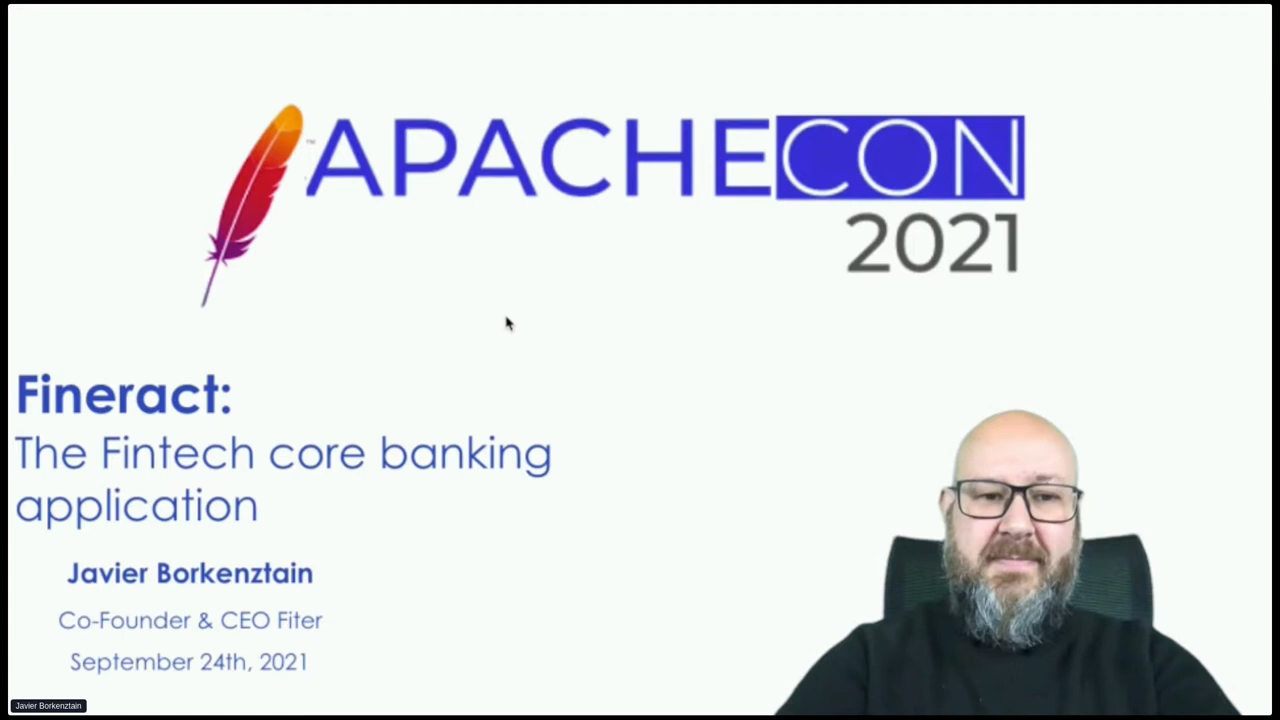 APACHECON
™
2021
Fineract:
The Fintech core banking
application
Javier Borkenztain
Co-Founder & CEO Fiter
September 24th, 2021
Javier Borkenztain